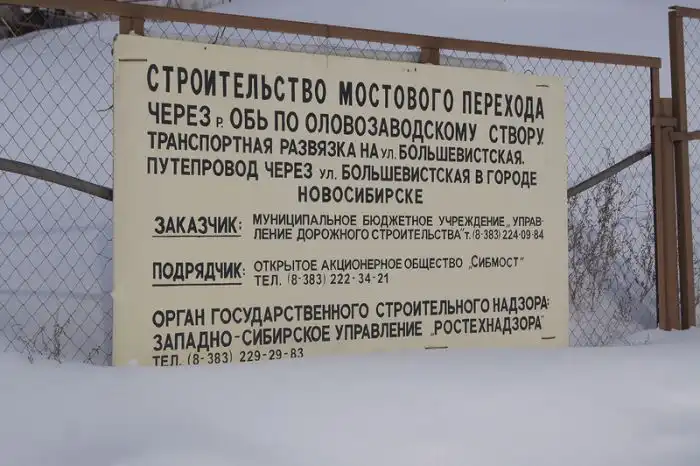 СТРОИТЕЛЬСТВО МОСТОВОГО ПЕРЕХОДА
ЧЕРЕЗ р. ОБЬ ПО ОЛОВОЗАВОДСКОМУ СТВОРУ.
ТРАНСПОРТНАЯ РАЗВЯЗКА НА УЛ. БОЛЬШЕВИСТСКАЯ.
ПУТЕПРОВОД ЧЕРЕЗ УЛ. БОЛЬШЕВИСТСКАЯ В ГОРОДЕ
НОВОСИБИРСКЕ
ЗАКАЗЧИК: МУНИЦИПАЛЬНОЕ БЮДЖЕТНОЕ УЧРЕЖДЕНИЕ „УПРАВ-
ЛЕНИЕ ДОРОЖНОГО СТРОИТЕЛЬСТВА" т. (8-383) 224-09-84
ПОДРЯДЧИК: ОТКРЫТОЕ АКЦИОНЕРНОЕ ОБЩЕСТВО „СИБМОСТ"
ТЕЛ. (8-383) 222-34-21
ОРГАН ГОСУДАРСТВЕННОГО СТРОИТЕЛЬНОГО НАДЗОРА:
ЗАПАДНО-СИБИРСКОЕ УПРАВЛЕНИЕ „РОСТЕХНАДЗОРА"
ТЕЛ. (8-383) 229-29-83